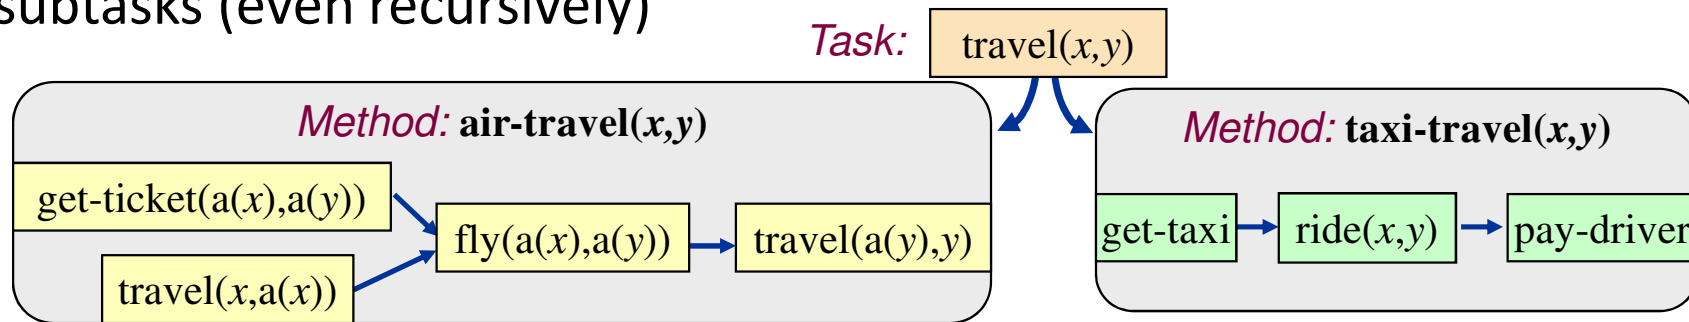 subtasks (even recursively)
Task: travel(x,y)
Method: air-travel(x,y)
get-ticket(a(x),a(y))
travel(x,a(x))
fly(a(x),a(y))
travel(a(y),y)
Method: taxi-travel(x,y)
get-taxi
ride(x,y)
pay-driver